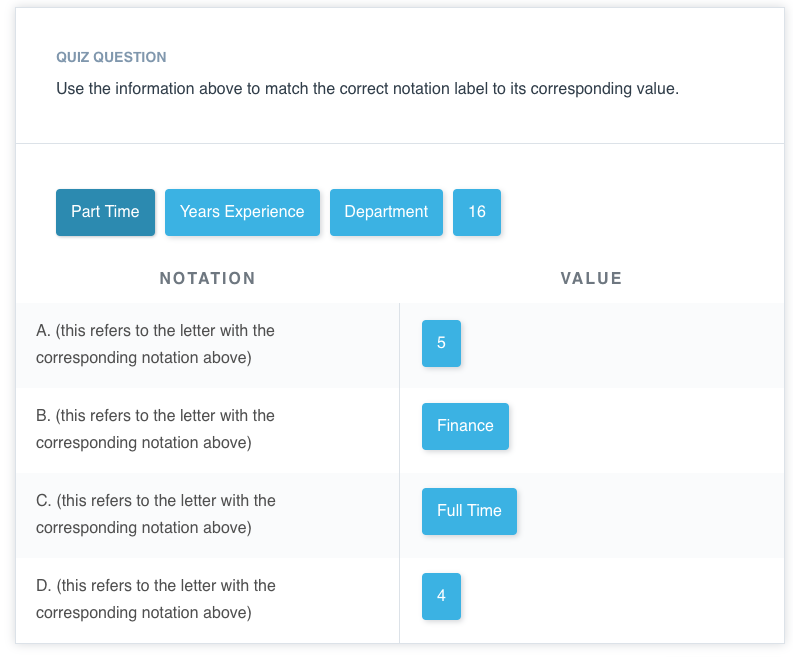 QUIZ QUESTION
Use the information above to match the correct notation label to its corresponding value.
Part Time
Years Experience
Department
16
NOTATION
VALUE
A. (this refers to the letter with the
corresponding notation above)
5
B. (this refers to the letter with the
corresponding notation above)
Finance
C. (this refers to the letter with the
corresponding notation above)
Full Time
D. (this refers to the letter with the
corresponding notation above)
4